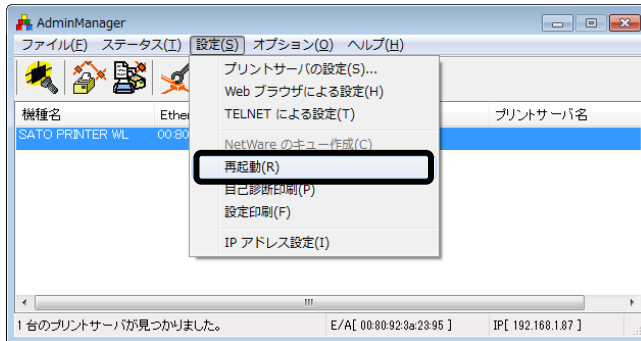 AdminManager
ファイル(F) ステータス(T) 設定(S) オプション(O) ヘルプ(H)
プリントサーバの設定(S)...
Web ブラウザによる設定(H)
TELNET による設定(T)
NetWare のキュー作成(C)
再起動(R)
自己診断印刷(P)
設定印刷(F)
IP アドレス設定(I)
機種名 Ether プリントサーバ名
SATO PRINTER WL 00:80
1 台のプリントサーバが見つかりました。 E/A[ 00:80:92:3a:23:95 ] IP[ 192.168.1.87 ]